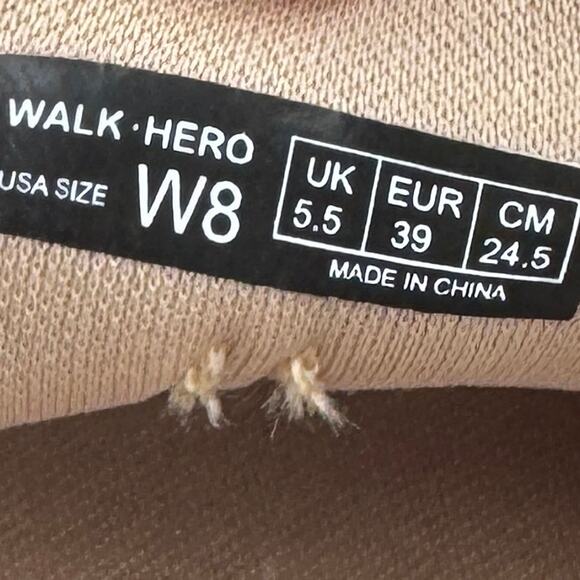 WALK·HERO
USA SIZE W8
UK EUR CM
5.5 39 24.5
MADE IN CHINA